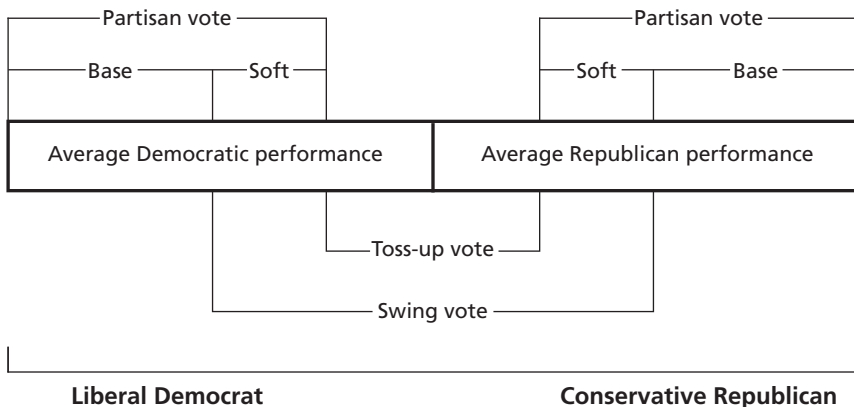 Partisan vote Partisan vote
Base Soft Soft Base
Average Democratic performance Average Republican performance
Toss-up vote
Swing vote
Liberal Democrat Conservative Republican